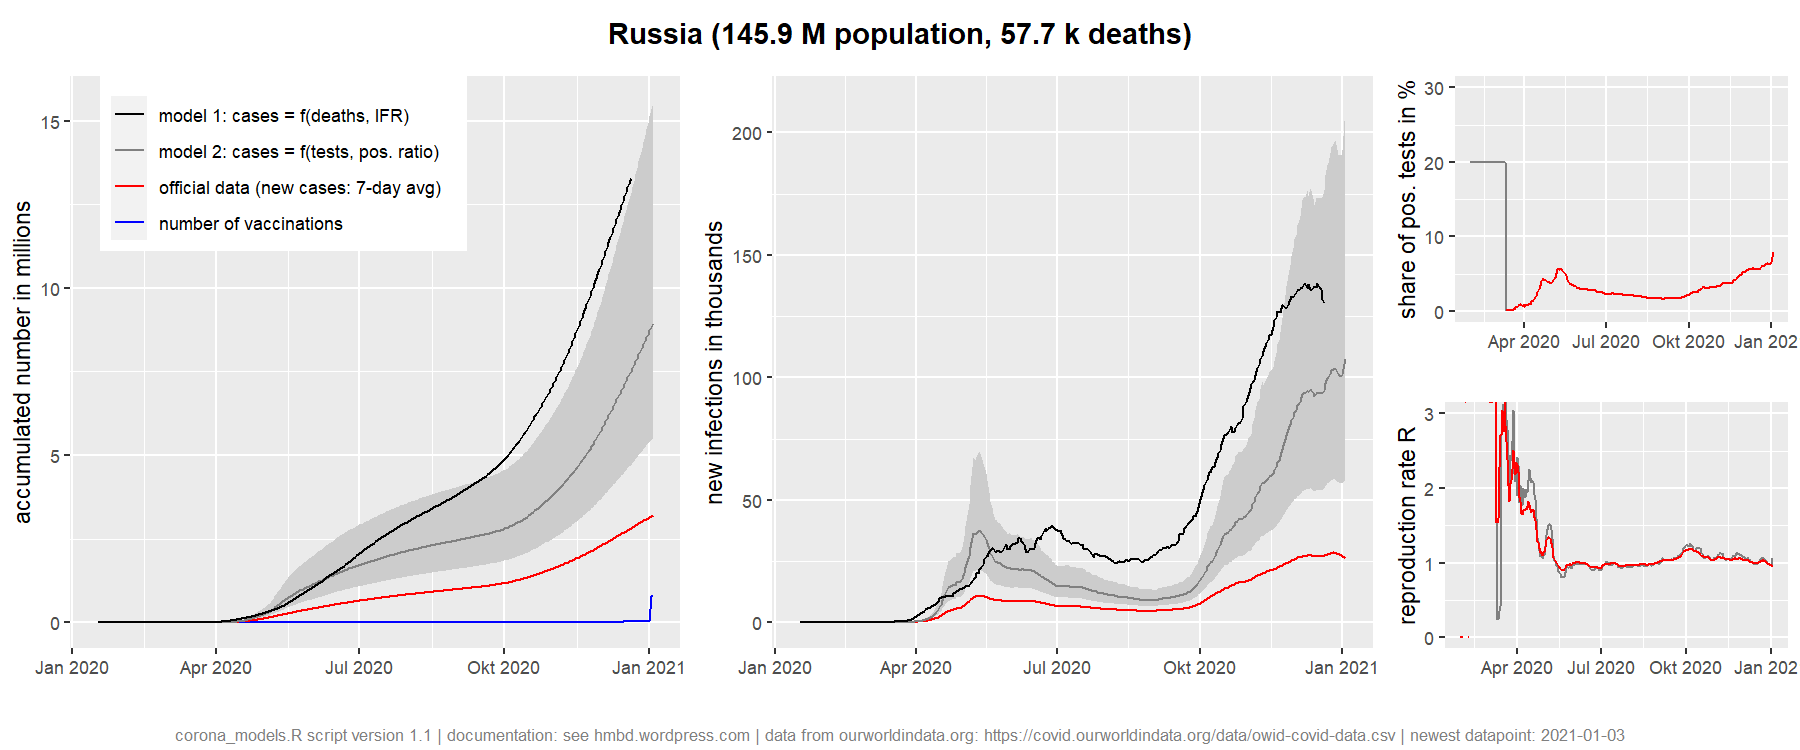 Russia (145.9 M population, 57.7 k deaths)
accumulated number in millions
15
10
5
0
model 1: cases = f(deaths, IFR)
model 2: cases = f(tests, pos. ratio)
official data (new cases: 7-day avg)
number of vaccinations
Jan 2020 Apr 2020 Jul 2020 Okt 2020 Jan 2021
new infections in thousands
200
150
100
50
0
Jan 2020 Apr 2020 Jul 2020 Okt 2020 Jan 2021
share of pos. tests in %
30
20
10
0
Apr 2020 Jul 2020 Okt 2020 Jan 202
reproduction rate R
3
2
1
0
Apr 2020 Jul 2020 Okt 2020 Jan 202
corona_models.R script version 1.1 | documentation: see hmbd.wordpress.com | data from ourworldindata.org: https://covid.ourworldindata.org/data/owid-covid-data.csv | newest datapoint: 2021-01-03